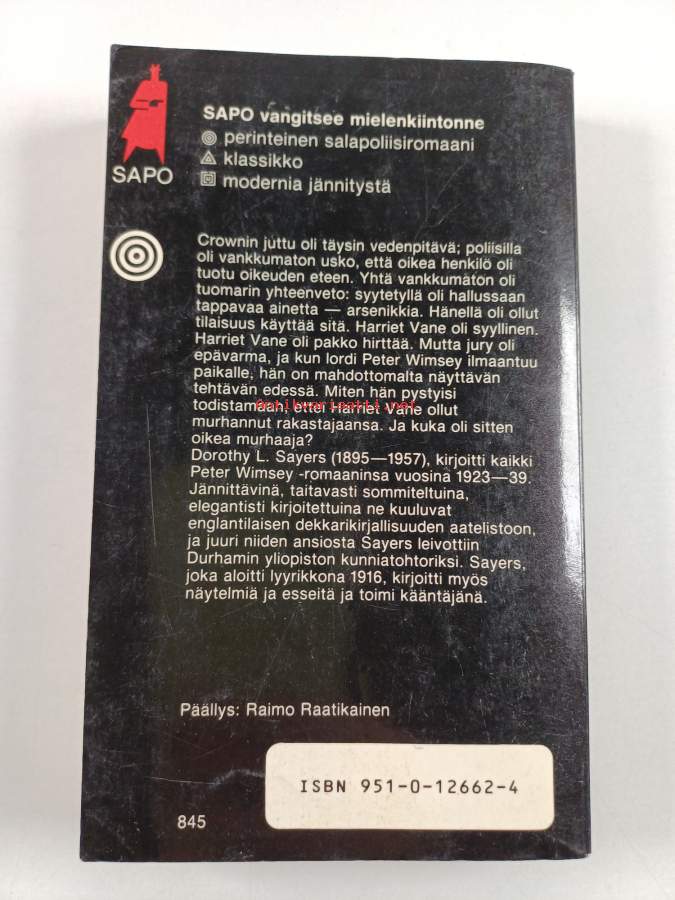 SAPO vangitsee mielenkiintonne
perinteinen salapoliisiromaani
klassikko
modernia jännitystä
SAPO
Crownin juttu oli täysin vedenpitävä; poliisilla
oli vankkumaton usko, että oikea henkilö oli
tuotu oikeuden eteen. Yhtä vankkumaton oli
tuomarin yhteenveto: syytetyllä oli hallussaan
tappavaa ainetta — arsenikkia. Hänellä oli ollut
tilaisuus käyttää sitä. Harriet Vane oli syyllinen.
Harriet Vane oli pakko hirttää. Mutta jury oli
epävarma, ja kun lordi Peter Wimsey ilmaantuu
paikalle, hän on mahdottomalta näyttävän
tehtävän edessä. Miten hän pystyisi
todistamaan, ettei Harriet Vane ollut
murhannut rakastajaansa. Ja kuka oli sitten
oikea murhaaja?
Dorothy L. Sayers (1895—1957), kirjoitti kaikki
Peter Wimsey -romaaninsa vuosina 1923—39.
Jännittävinä, taitavasti sommiteltuina,
elegantisti kirjoitettuina ne kuuluvat
englantilaisen dekkarikirjallisuuden aatelistoon,
ja juuri niiden ansiosta Sayers leivottiin
Durhamin yliopiston kunniatohtoriksi. Sayers,
joka aloitti lyyrikkona 1916, kirjoitti myös
näytelmiä ja esseitä ja toimi kääntäjänä.
Päällys: Raimo Raatikainen
ISBN 951-0-12662-4
845